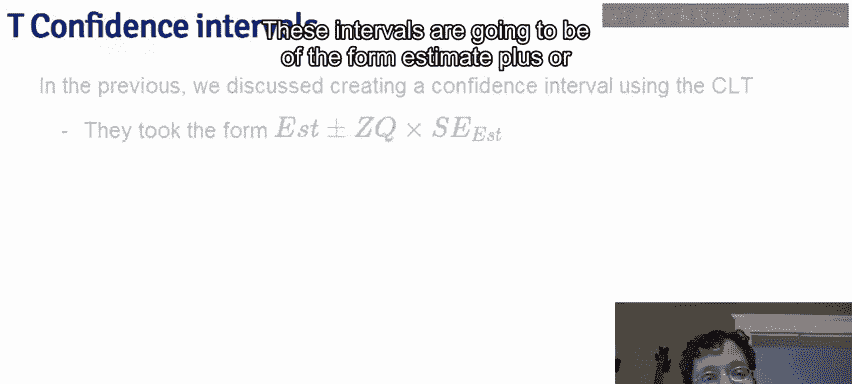 T Confidence intervals
These intervals are going to be
of the form estimate plus or
In the previous, we discussed creating a confidence interval using the CLT
- They took the form Est ± ZQ × SE_Est